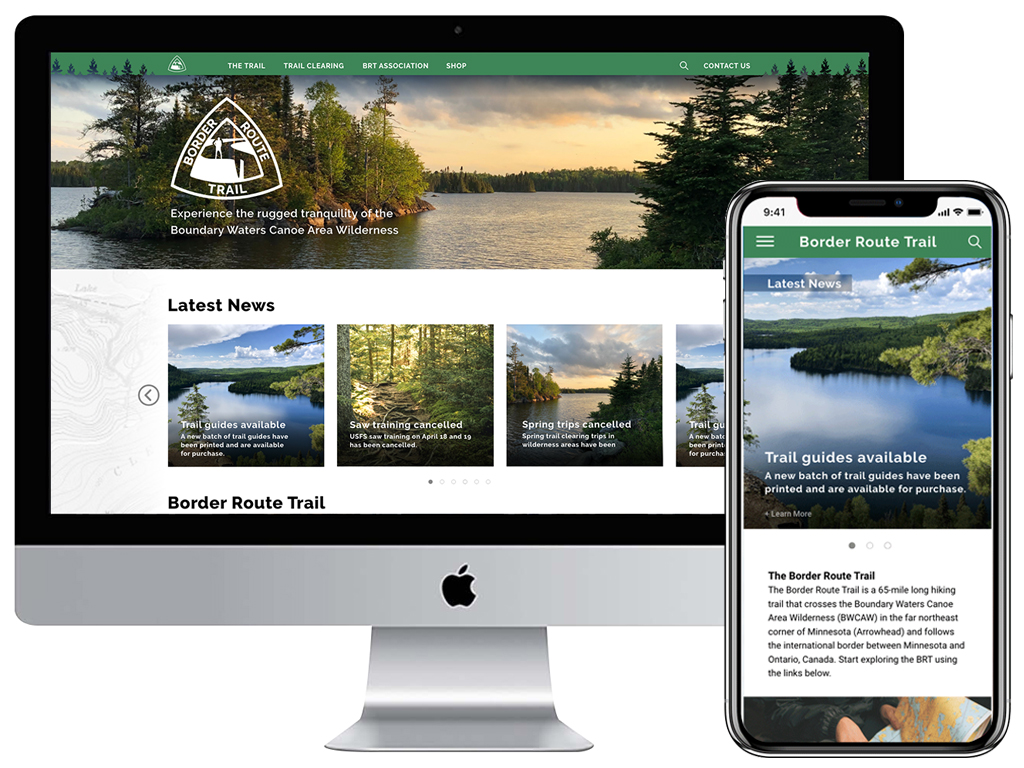 THE TRAIL TRAIL CLEARING BRT ASSOCIATION SHOP CONTACT US
BORDER ROUTE TRAIL
Experience the rugged tranquility of the
Boundary Waters Canoe Area Wilderness
Lake
Latest News
Trail guides available
A new batch of trail guides have
been printed and are available
for purchase.
Saw training cancelled
USFS saw training on April 18 and 19
has been cancelled.
Spring trips cancelled
Spring trail clearing trips in
wilderness areas have been
Trail gu
A new batc
been print
for purcha
Border Route Trail
9:41
Border Route Trail
Latest News
Trail guides available
A new batch of trail guides have been
printed and are available for purchase.
+ Learn More
The Border Route Trail
The Border Route Trail is a 65-mile long hiking
trail that crosses the Boundary Waters Canoe
Area Wilderness (BWCAW) in the far northeast
corner of Minnesota (Arrowhead) and follows
the international border between Minnesota and
Ontario, Canada. Start exploring the BRT using
the links below.